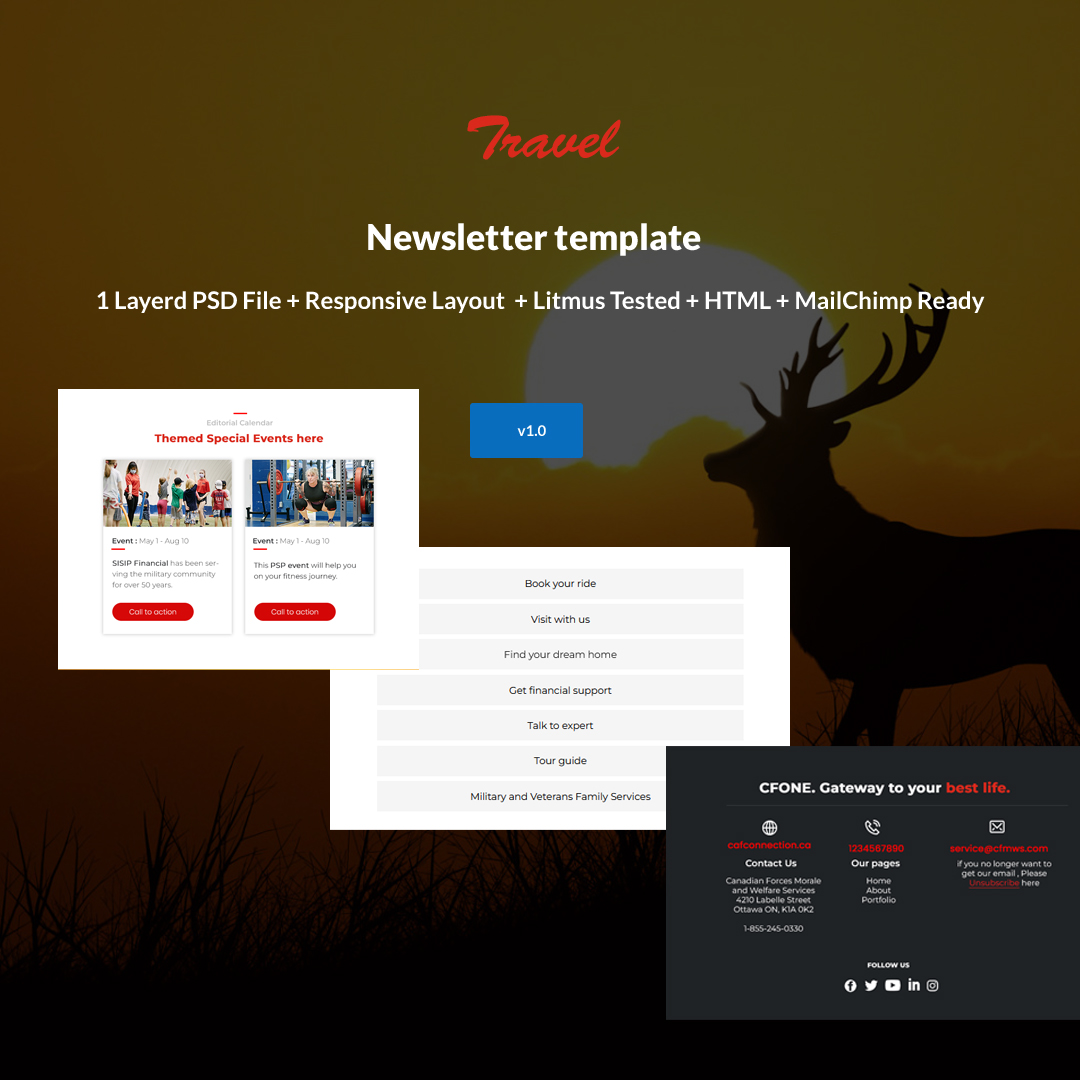 Travel
Newsletter template
1 Layerd PSD File + Responsive Layout + Litmus Tested + HTML + MailChimp Ready
v1.0
Editorial Calendar
Themed Special Events here
Event : May 1 - Aug 10
SISIP Financial has been ser-
ving the military community
for over 50 years.
Call to action
Event : May 1 - Aug 10
This PSP event will help you
on your fitness journey.
Call to action
Book your ride
Visit with us
Find your dream home
Get financial support
Talk to expert
Tour guide
Military and Veterans Family Services
CFONE. Gateway to your best life.
cafconnection.ca
Contact Us
Canadian Forces Morale
and Welfare Services
4210 Labelle Street
Ottawa ON, K1A 0K2
1-855-245-0330
1234567890
Our pages
Home
About
Portfolio
service@cfmws.com
if you no longer want to
get our email , Please
Unsubscribe here
FOLLOW US